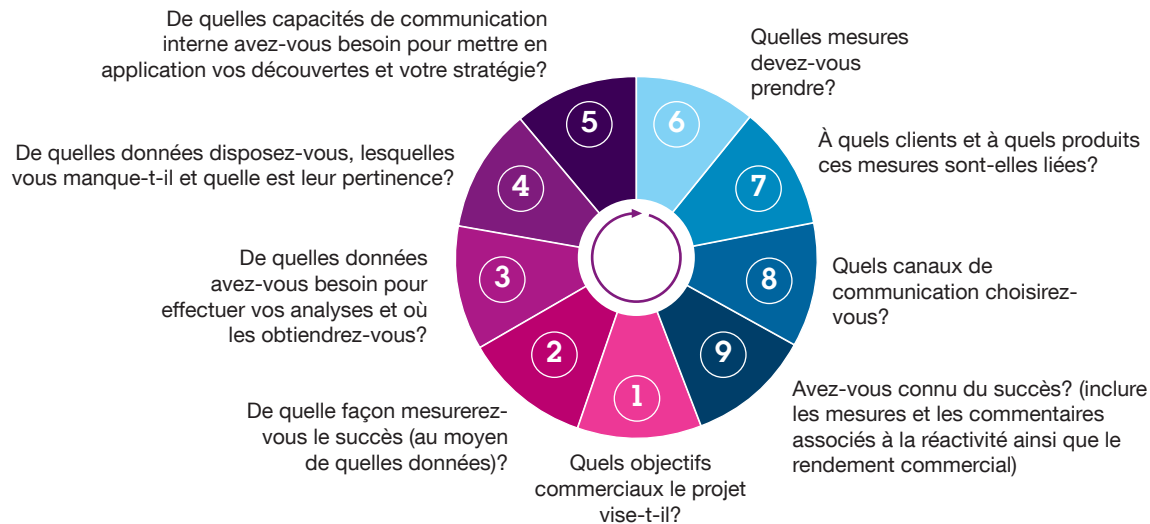 De quelles capacités de communication
interne avez-vous besoin pour mettre en
application vos découvertes et votre stratégie?
Quelles mesures
devez-vous
prendre?
5
6
De quelles données disposez-vous, lesquelles
vous manque-t-il et quelle est leur pertinence?
À quels clients et à quels produits
ces mesures sont-elles liées?
4
7
De quelles données
avez-vous besoin pour
effectuer vos analyses et où
les obtiendrez-vous?
3
8
Quels canaux de
communication choisirez-
vous?
2
9
De quelle façon mesurerez-
vous le succès (au moyen
de quelles données)?
1
Avez-vous connu du succès? (inclure
les mesures et les commentaires
associés à la réactivité ainsi que le
rendement commercial)
Quels objectifs
commerciaux le projet
vise-t-il?